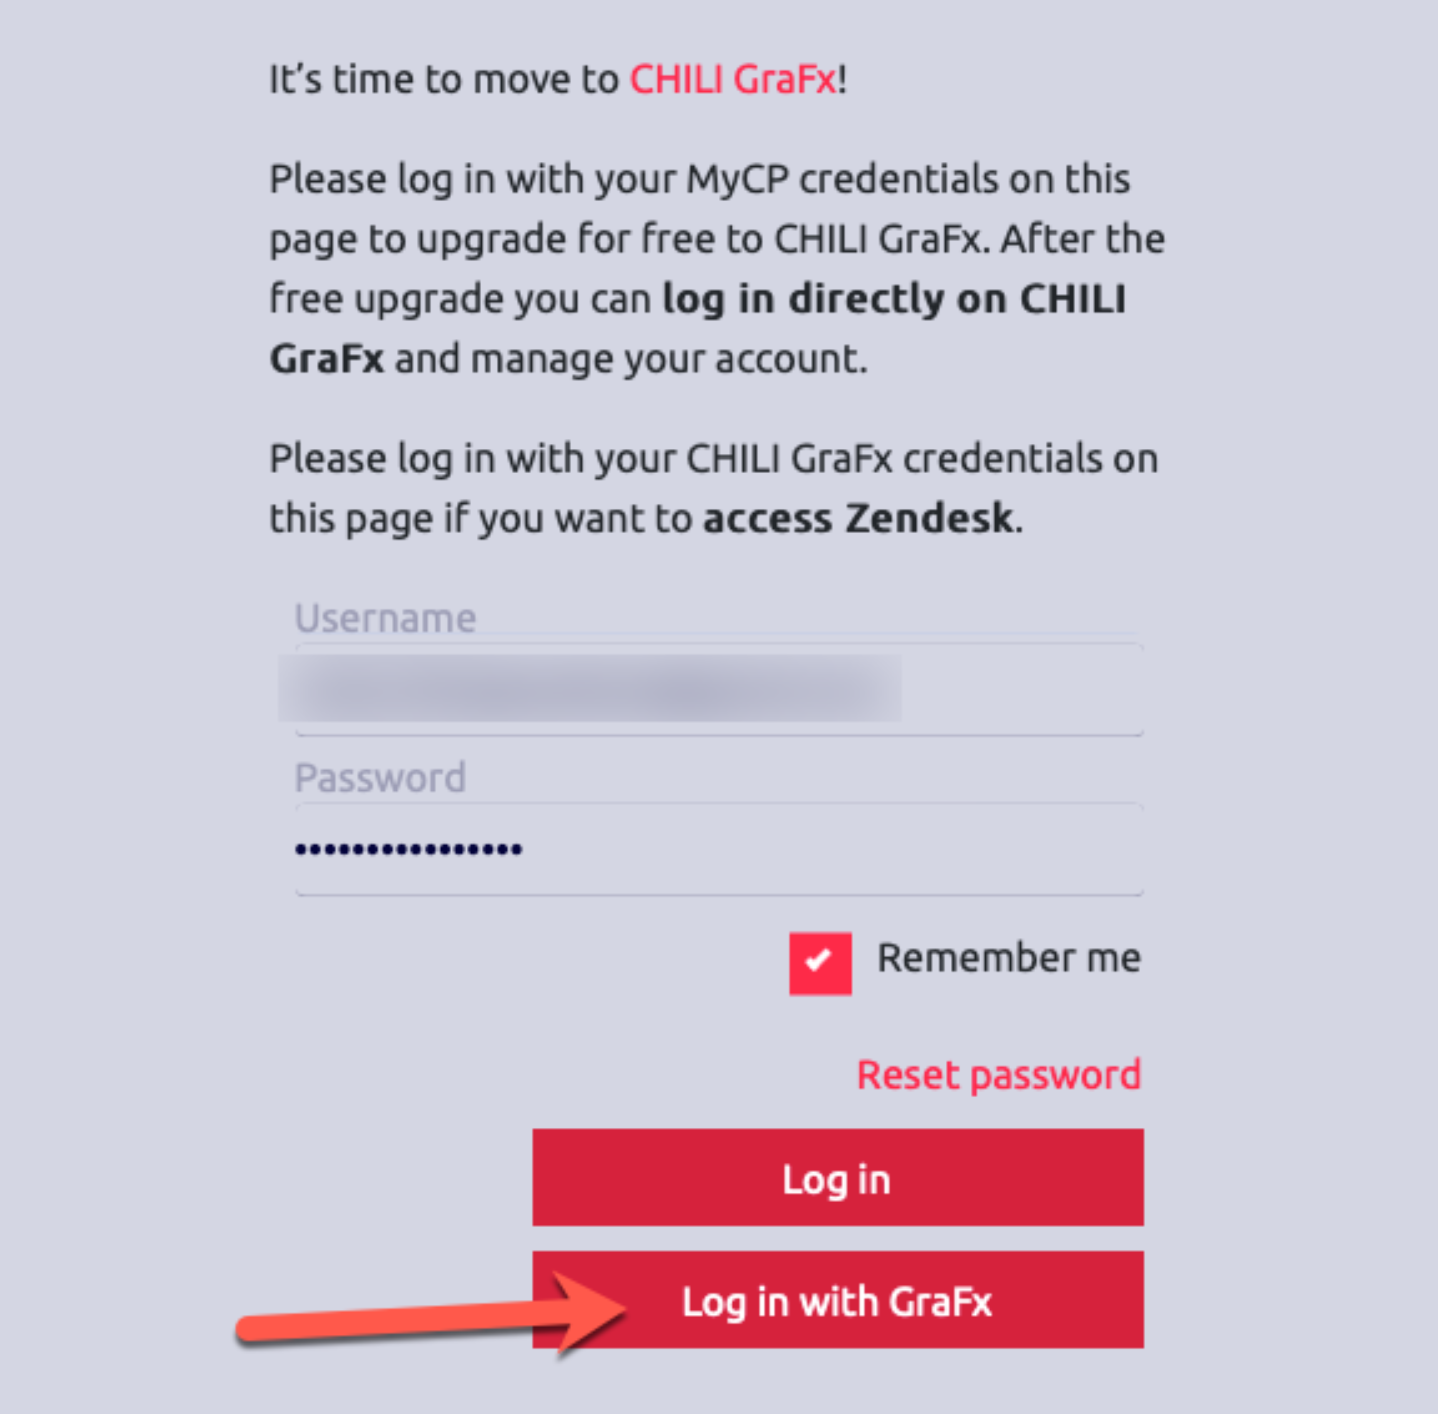 It’s time to move to CHILI GraFx!
Please log in with your MyCP credentials on this
page to upgrade for free to CHILI GraFx. After the
free upgrade you can log in directly on CHILI
GraFx and manage your account.
Please log in with your CHILI GraFx credentials on
this page if you want to access Zendesk.
Username
Password
Remember me
Reset password
Log in
Log in with GraFx